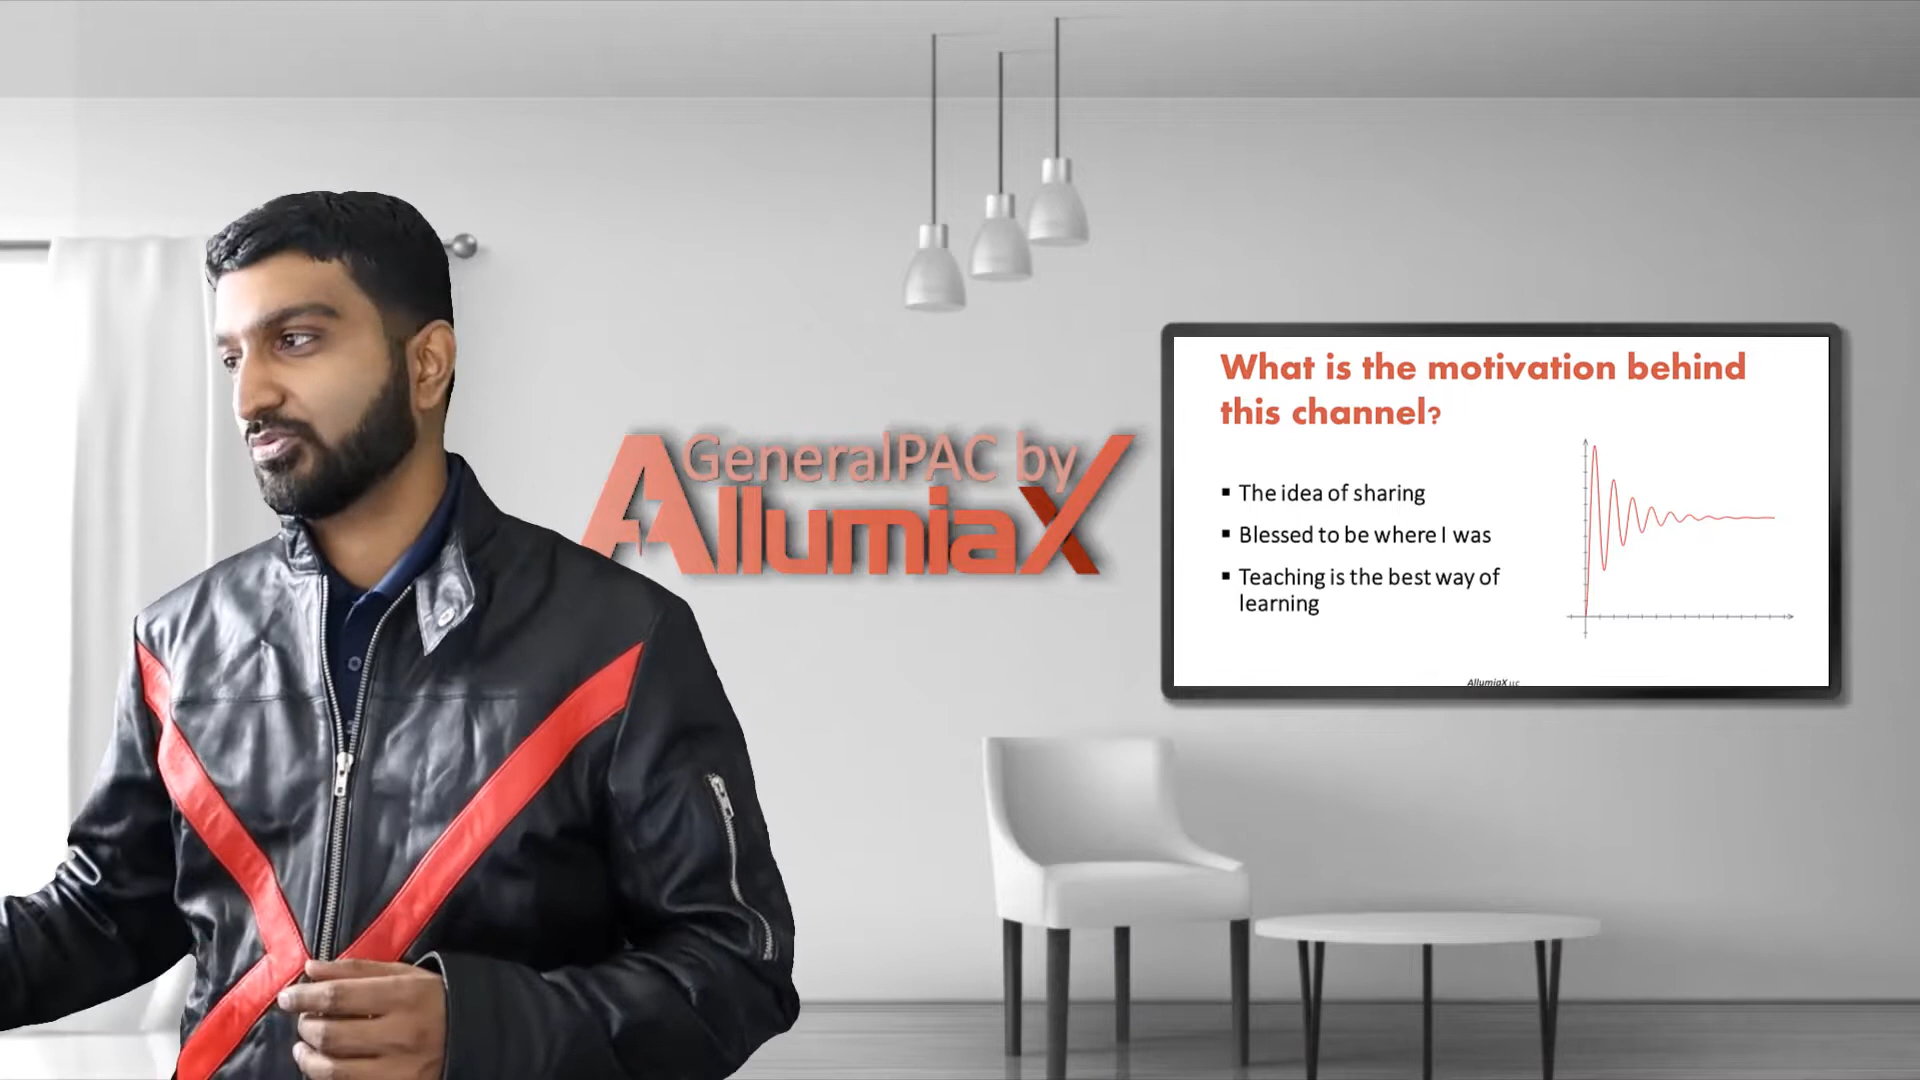 GeneralPAC by
AllumiaX
What is the motivation behind
this channel?
▪ The idea of sharing
▪ Blessed to be where I was
▪ Teaching is the best way of
learning
AllumiaX LLC